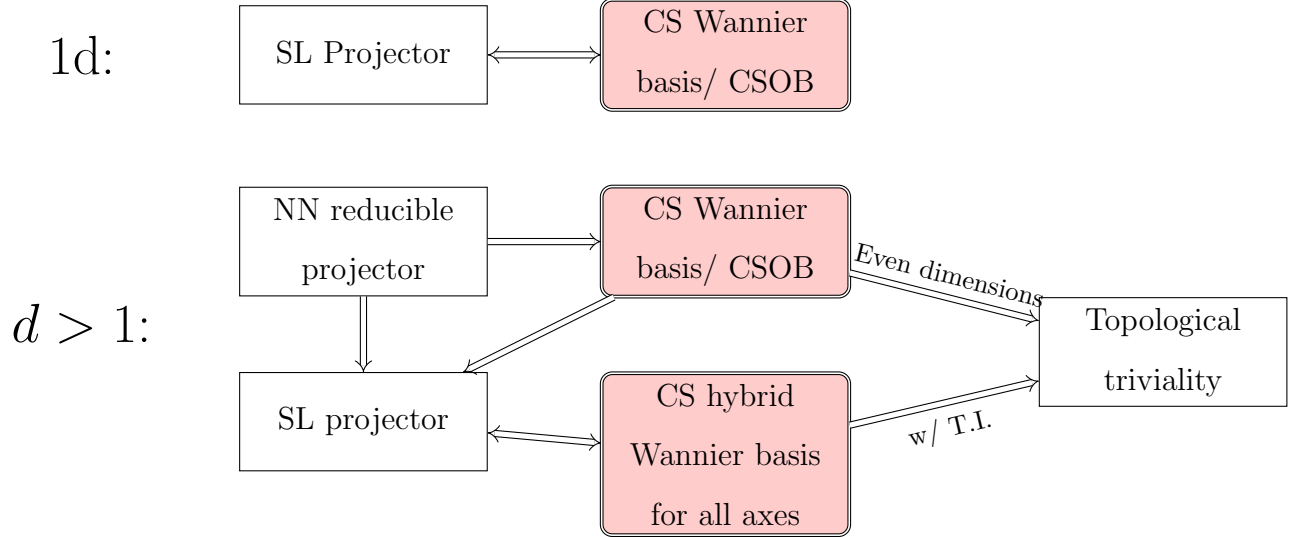 1d:
SL Projector
CS Wannier
basis/ CSOB
d > 1:
NN reducible
projector
CS Wannier
basis/ CSOB
Even dimensions
Topological
triviality
SL projector
CS hybrid
Wannier basis
for all axes
w/ T.I.